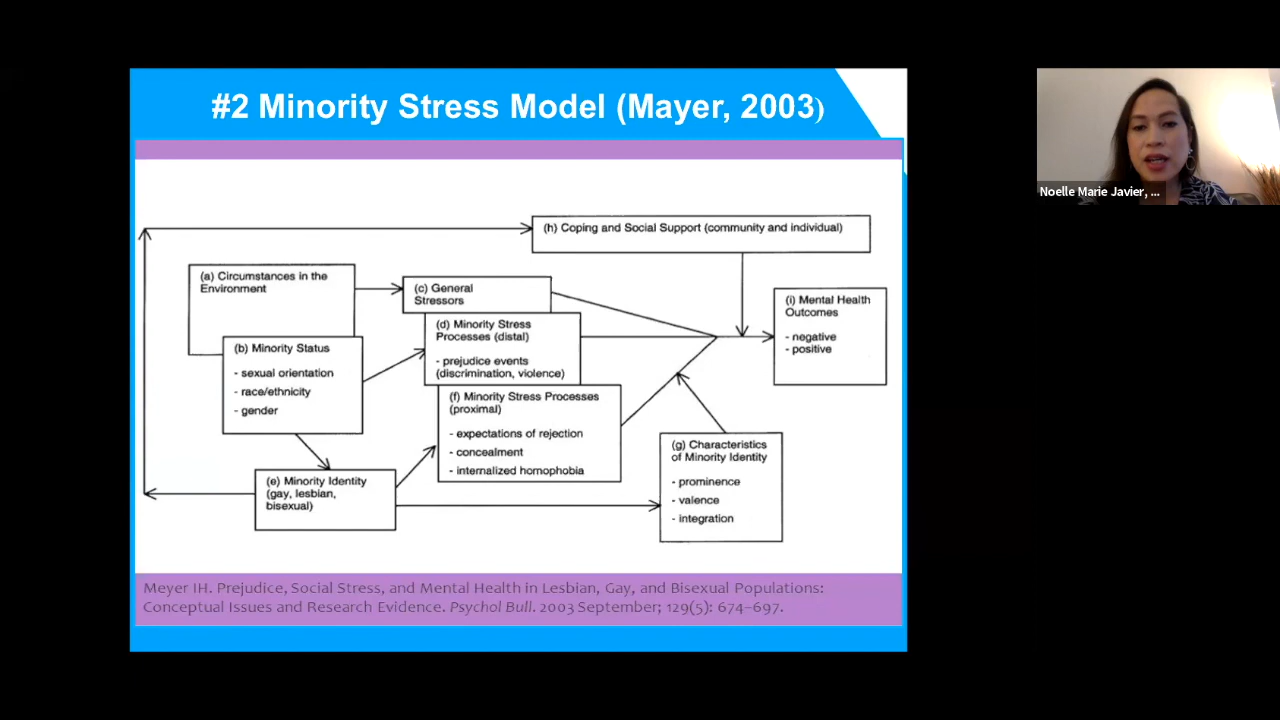 #2 Minority Stress Model (Mayer, 2003)
Noelle Marie Javier, ...
(h) Coping and Social Support (community and individual)
(a) Circumstances in the
Environment
(c) General
Stressors
(i) Mental Health
Outcomes
- negative
- positive
(d) Minority Stress
Processes (distal)
- prejudice events
(discrimination, violence)
(b) Minority Status
- sexual orientation
- race/ethnicity
- gender
(f) Minority Stress Processes
(proximal)
- expectations of rejection
- concealment
- internalized homophobia
(g) Characteristics
of Minority Identity
- prominence
- valence
- integration
(e) Minority Identity
(gay, lesbian,
bisexual)
Meyer IH. Prejudice, Social Stress, and Mental Health in Lesbian, Gay, and Bisexual Populations:
Conceptual Issues and Research Evidence. Psychol Bull. 2003 September; 129(5): 674–697.